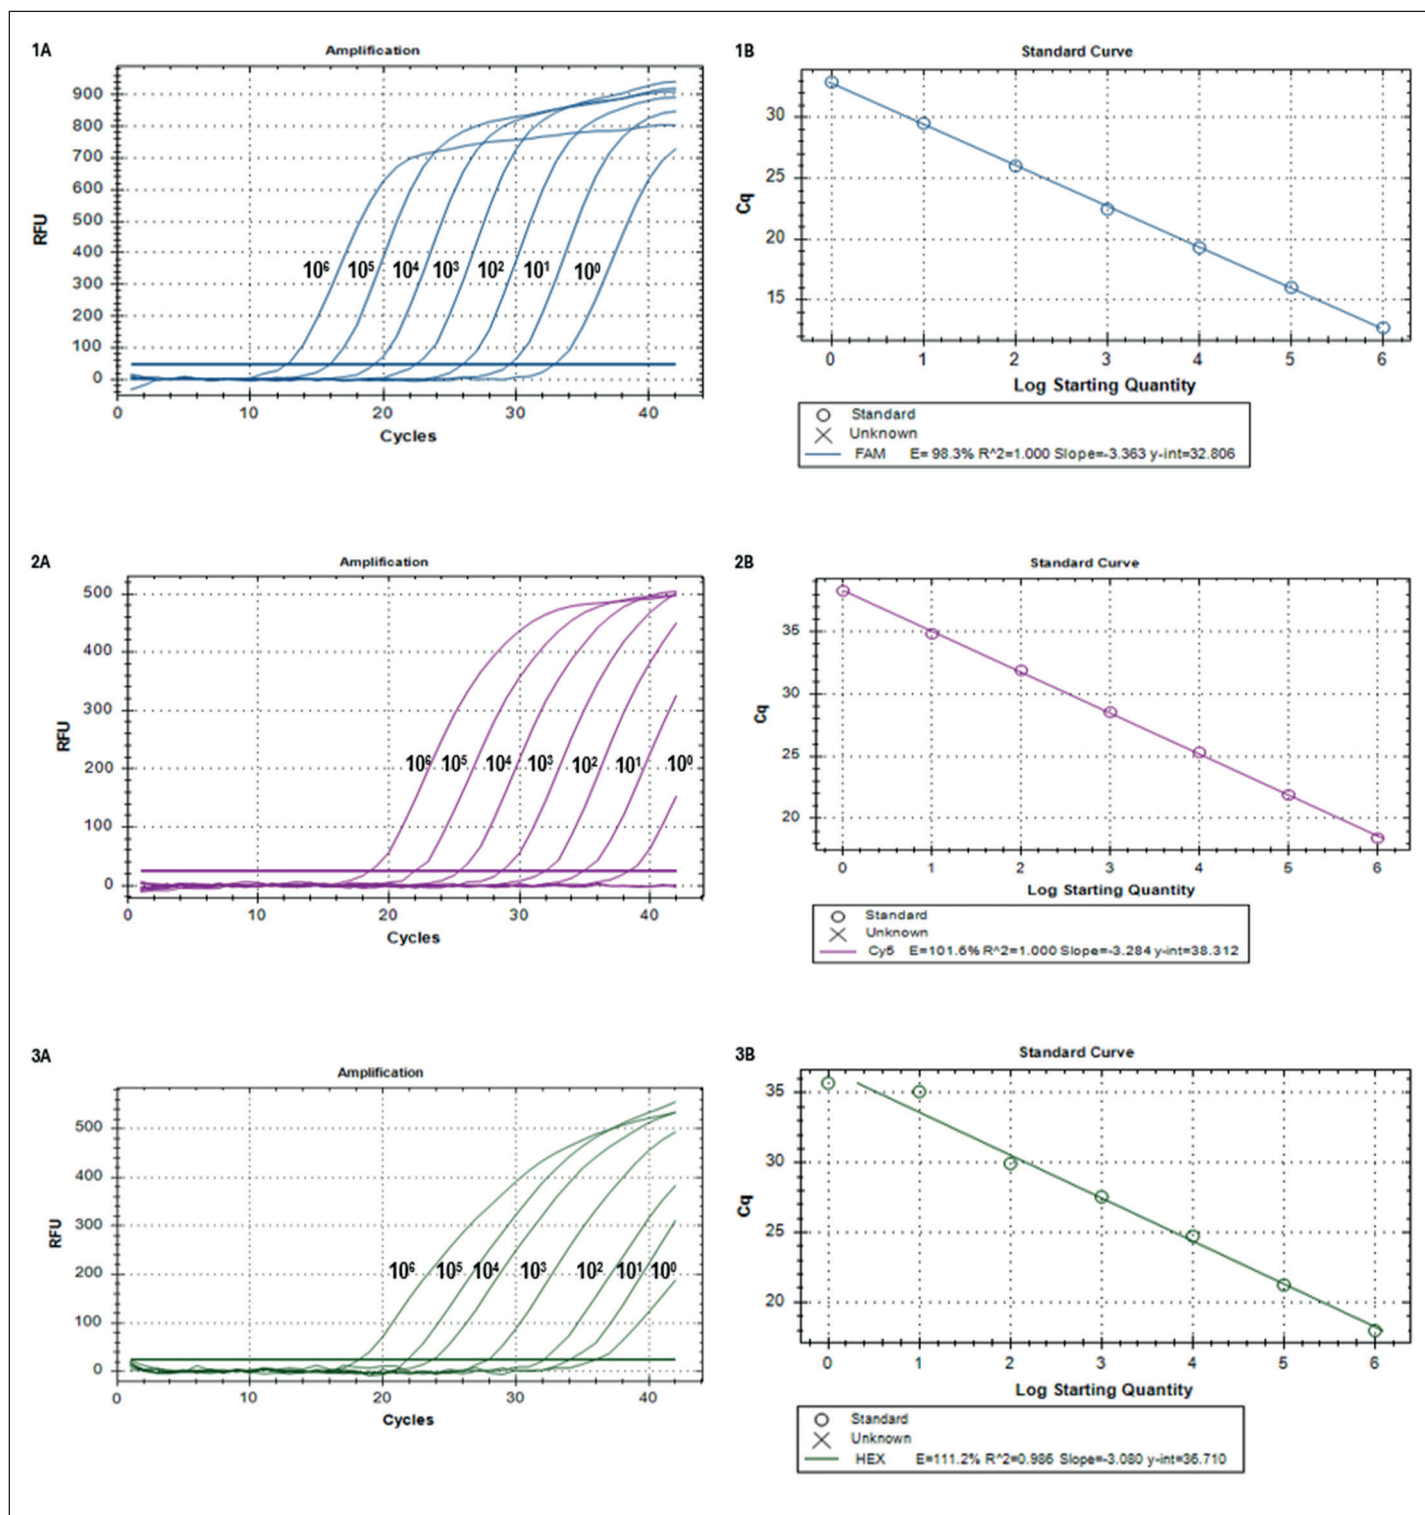 1A
Amplification
RFU
900
800
700
600
500
400
300
200
100
0
10⁶ 10⁵ 10⁴ 10³ 10² 10¹ 10⁰
0 10 20 30 40
Cycles
1B
Standard Curve
Cq
30
25
20
15
0 1 2 3 4 5 6
Log Starting Quantity
Standard
Unknown
FAM E= 98.3% R^2=1.000 Slope=-3.363 y-int=32.806
2A
Amplification
RFU
500
400
300
200
100
0
10⁶ 10⁵ 10⁴ 10³ 10² 10¹ 10⁰
0 10 20 30 40
Cycles
2B
Standard Curve
Cq
35
30
25
20
0 1 2 3 4 5 6
Log Starting Quantity
Standard
Unknown
Cy5 E=101.6% R^2=1.000 Slope=-3.284 y-int=38.312
3A
Amplification
RFU
500
400
300
200
100
0
10⁶ 10⁵ 10⁴ 10³ 10² 10¹ 10⁰
0 10 20 30 40
Cycles
3B
Standard Curve
Cq
35
30
25
20
0 1 2 3 4 5 6
Log Starting Quantity
Standard
Unknown
HEX E=111.2% R^2=0.986 Slope=-3.080 y-int=36.710